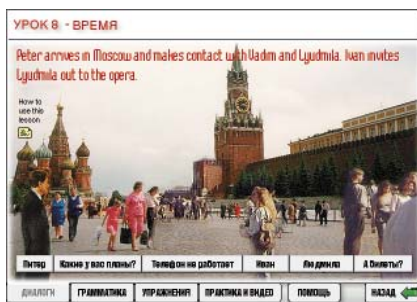 УРОК 8 - ВРЕМЯ
Peter arrives in Moscow and makes contact with Vadim and Lyudmila. Ivan invites
Lyudmila out to the opera.
How to
use this
lesson
Питер Какие у вас планы? Телефон не работает Иван Людмила А билеты?
ДИАЛОГИ ГРАММАТИКА УПРАЖНЕНИЯ ПРАКТИКА И ВИДЕО ПОМОЩЬ НАЗАД